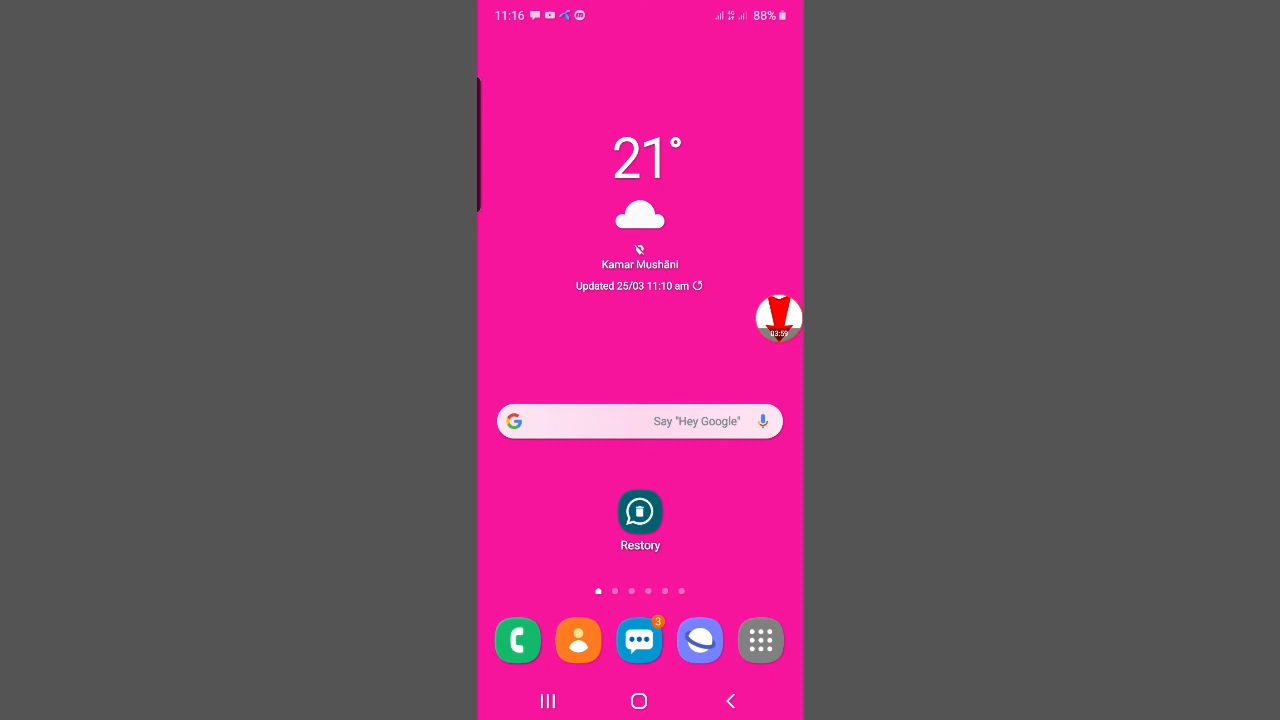 11:16
4G
88%
21°
Kamar Mushāni
Updated 25/03 11:10 am
03:59
Say "Hey Google"
Restory
3